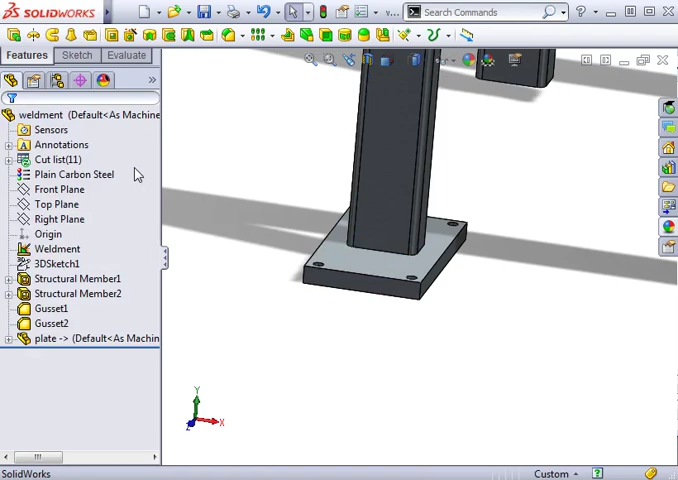 SOLIDWORKS
v...
Search Commands
?
Features
Sketch
Evaluate
»
weldment (Default<As Machine
Sensors
A Annotations
Cut list(11)
Plain Carbon Steel
Front Plane
Top Plane
Right Plane
Origin
Weldment
3D 3DSketch1
Structural Member1
Structural Member2
Gusset1
Gusset2
plate -> (Default<As Machin
Y
X
Z
SolidWorks
Custom
?